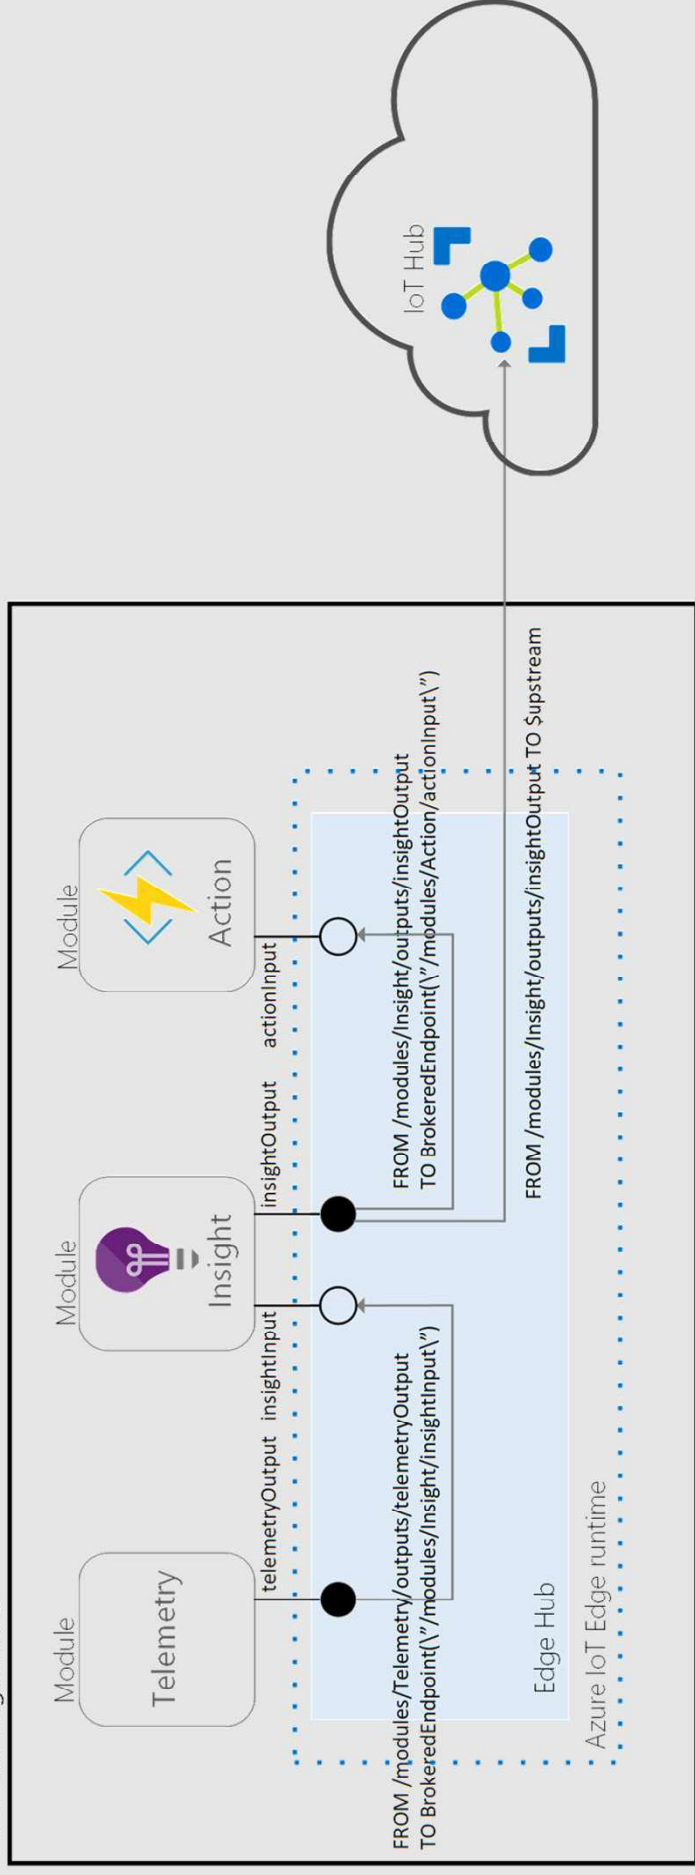 Module
Module
Module
Telemetry
Insight
Action
telemetryOutput
insightInput
insightOutput
actionInput
FROM /modules/Telemetry/outputs/telemetryOutput
TO BrokeredEndpoint(\"/modules/Insight/insightInput\")
FROM /modules/Insight/outputs/insightOutput
TO BrokeredEndpoint(\"/modules/Action/actionInput\")
FROM /modules/Insight/outputs/insightOutput TO $upstream
Edge Hub
Azure IoT Edge runtime
IoT Hub